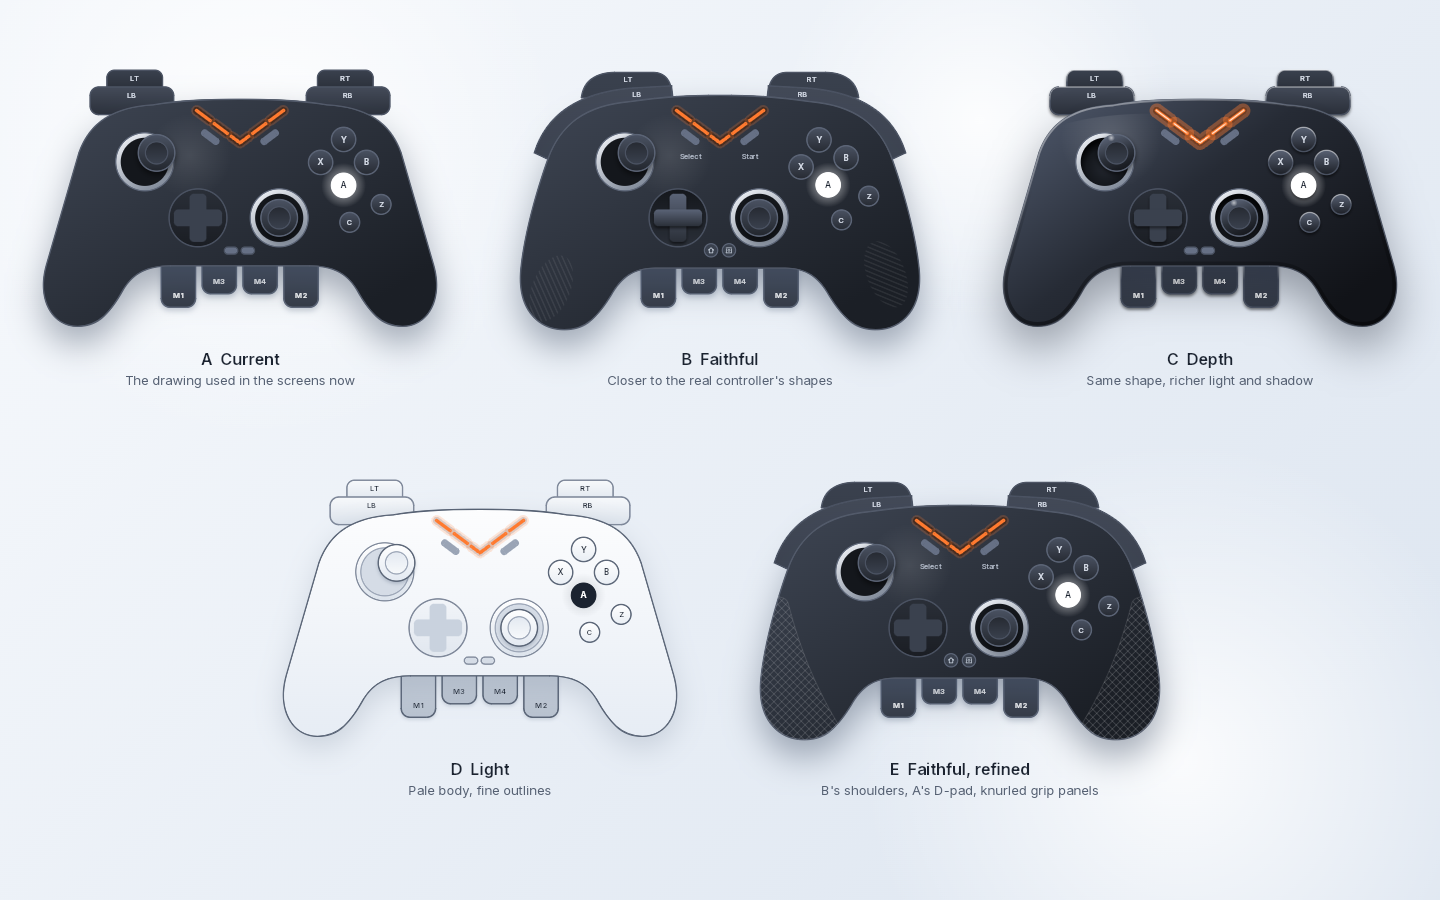 LT
RT
LB
RB
Y
X
B
A
Z
C
M3
M4
M1
M2
A Current
The drawing used in the screens now
LT
RT
LB
RB
Select
Start
Y
B
X
A
Z
C
M3
M4
M1
M2
B Faithful
Closer to the real controller's shapes
LT
RT
LB
RB
Y
X
B
A
Z
C
M3
M4
M1
M2
C Depth
Same shape, richer light and shadow
LT
RT
LB
RB
Y
X
B
A
Z
C
M3
M4
M1
M2
D Light
Pale body, fine outlines
LT
RT
LB
RB
Select
Start
Y
B
X
A
Z
C
M3
M4
M1
M2
E Faithful, refined
B's shoulders, A's D-pad, knurled grip panels